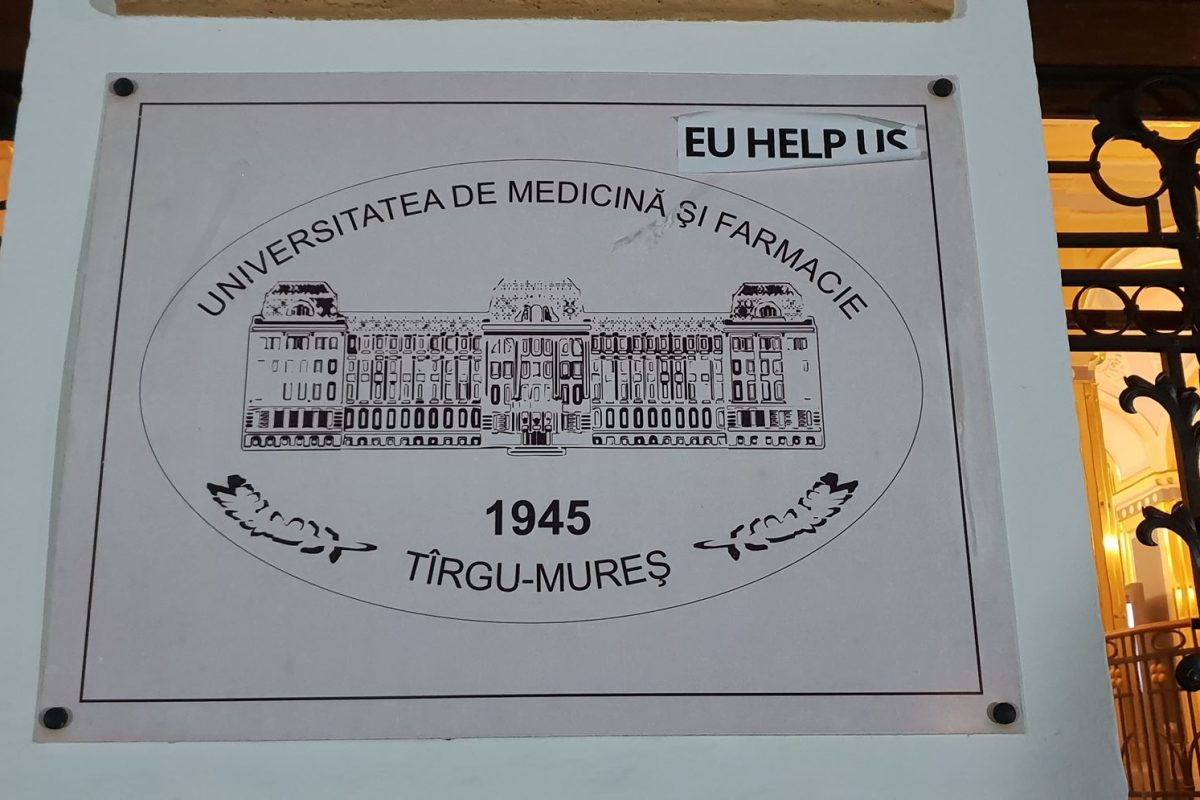 EU HELP US
UNIVERSITATEA DE MEDICINĂ ŞI FARMACIE
1945
TÎRGU-MUREŞ